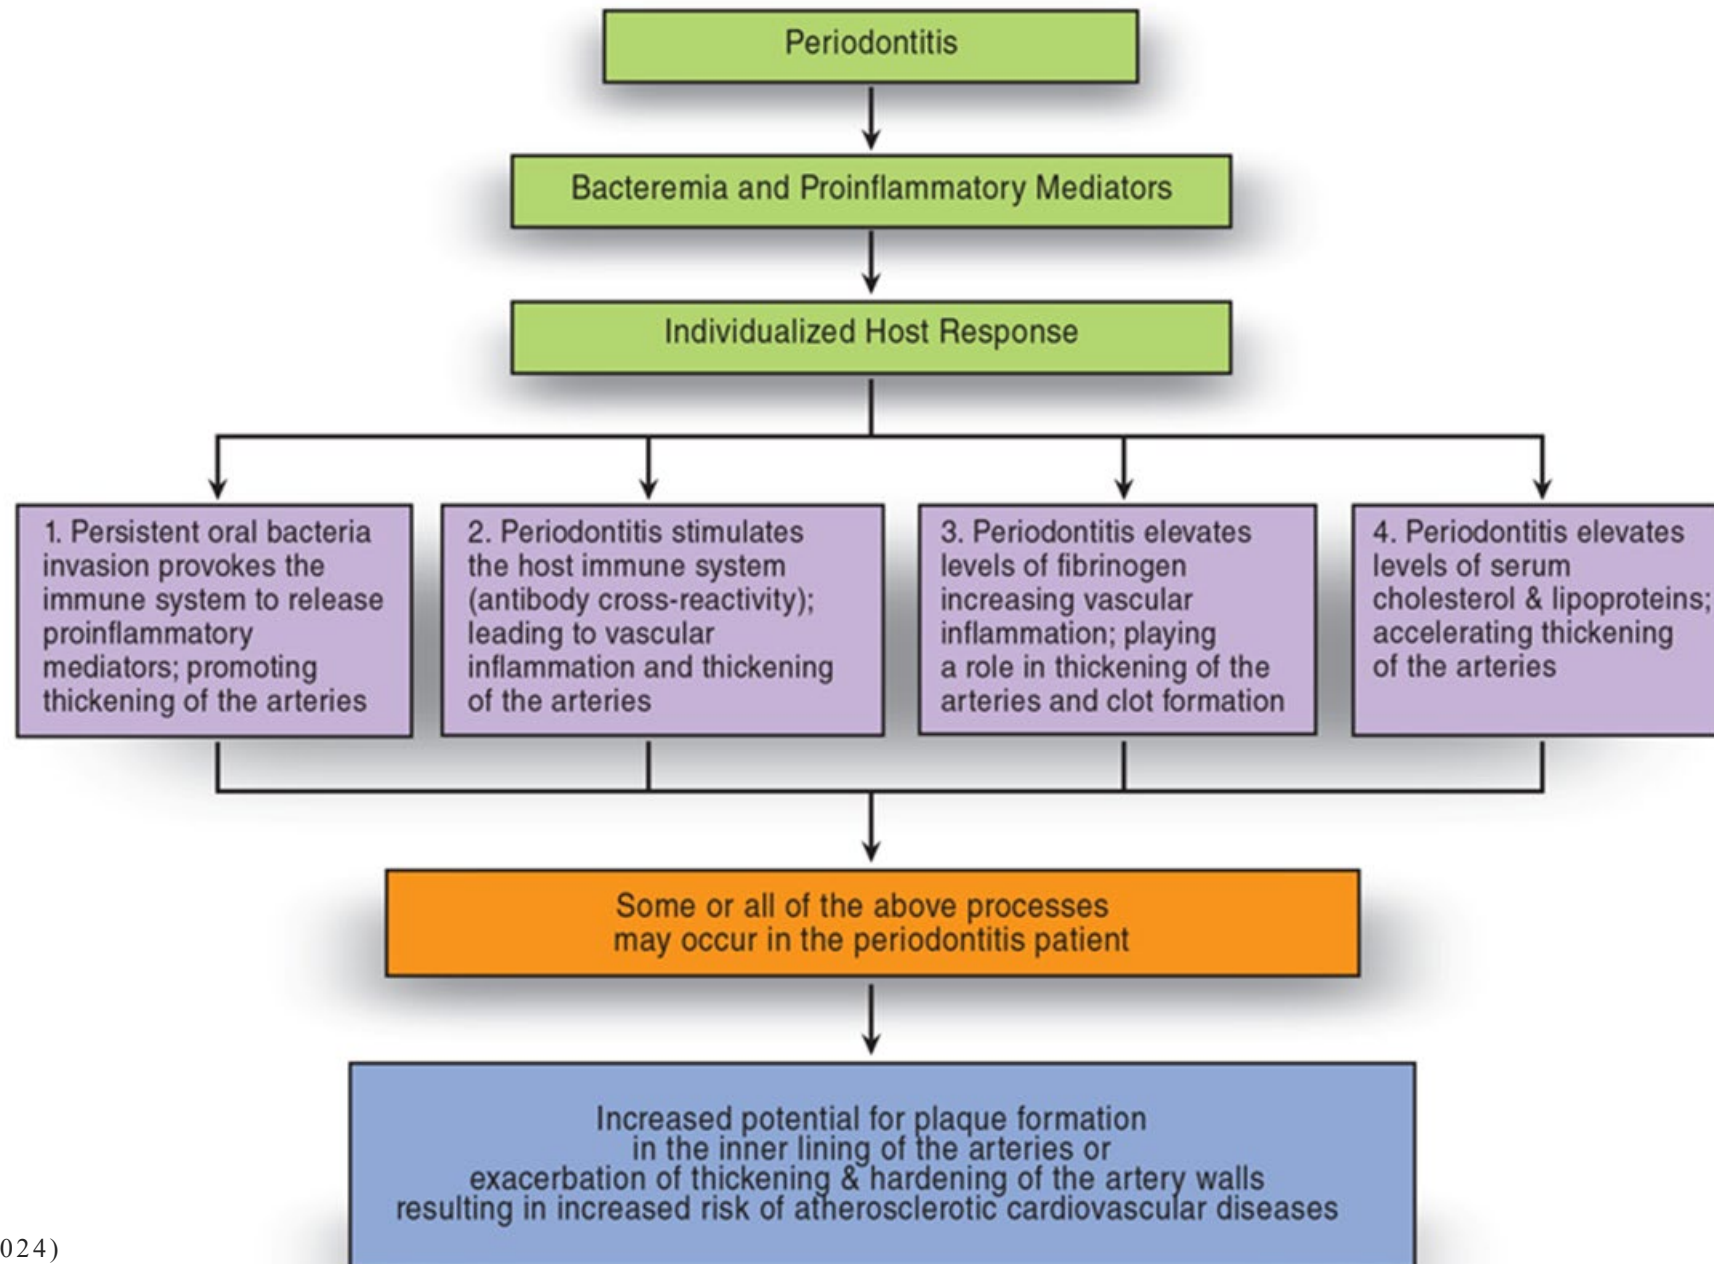 Periodontitis
Bacteremia and Proinflammatory Mediators
Individualized Host Response
1. Persistent oral bacteria
invasion provokes the
immune system to release
proinflammatory
mediators; promoting
thickening of the arteries
2. Periodontitis stimulates
the host immune system
(antibody cross-reactivity);
leading to vascular
inflammation and thickening
of the arteries
3. Periodontitis elevates
levels of fibrinogen
increasing vascular
inflammation; playing
a role in thickening of the
arteries and clot formation
4. Periodontitis elevates
levels of serum
cholesterol & lipoproteins;
accelerating thickening
of the arteries
Some or all of the above processes
may occur in the periodontitis patient
Increased potential for plaque formation
in the inner lining of the arteries or
exacerbation of thickening & hardening of the artery walls
resulting in increased risk of atherosclerotic cardiovascular diseases
024)